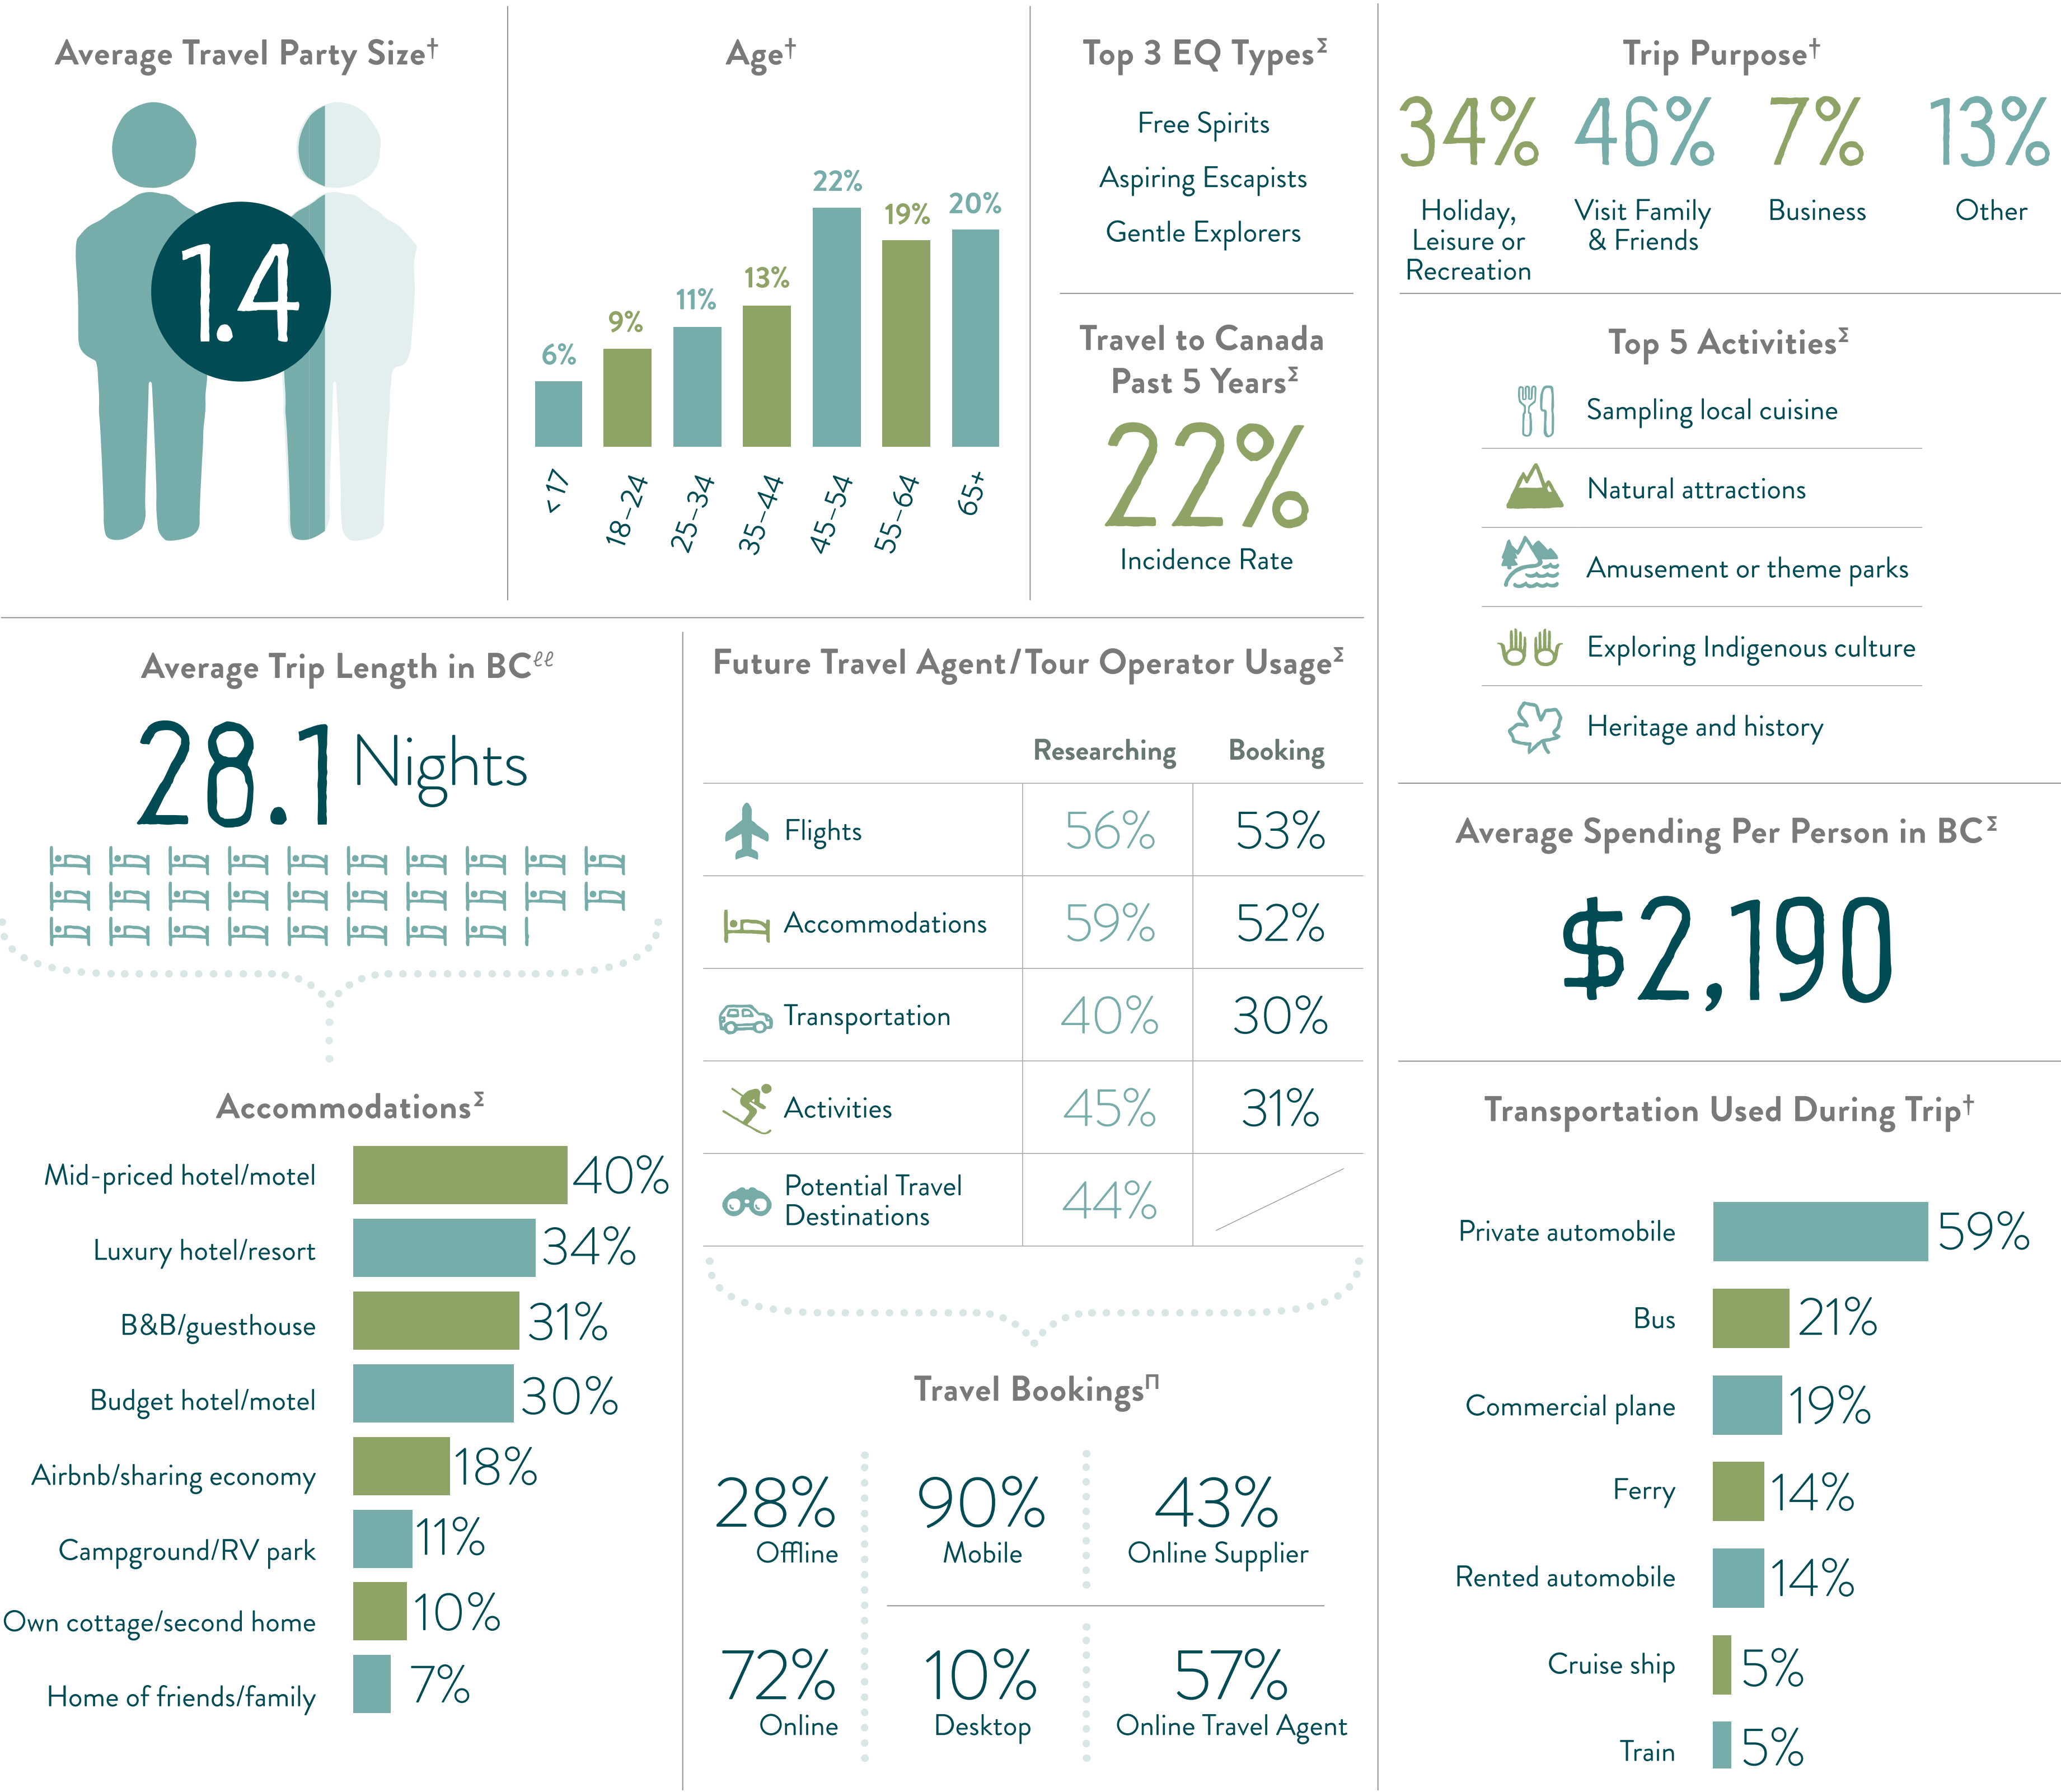 Average Travel Party Size†
1.4
Age†
6%
9%
11%
13%
22%
19%
20%
<17
18–24
25–34
35–44
45–54
55–64
65+
Top 3 EQ Types Σ
Free Spirits
Aspiring Escapists
Gentle Explorers
Travel to Canada
Past 5 Years Σ
22%
Incidence Rate
Trip Purpose†
34% 46% 7% 13%
Holiday,
Leisure or
Recreation
Visit Family
& Friends
Business
Other
Top 5 Activities Σ
Sampling local cuisine
Natural attractions
Amusement or theme parks
Exploring Indigenous culture
Heritage and history
Average Trip Length in BC ℓℓ
28.1 Nights
Accommodations Σ
Mid-priced hotel/motel 40%
Luxury hotel/resort 34%
B&B/guesthouse 31%
Budget hotel/motel 30%
Airbnb/sharing economy 18%
Campground/RV park 11%
Own cottage/second home 10%
Home of friends/family 7%
Future Travel Agent/Tour Operator Usage Σ
Researching Booking
Flights 56% 53%
Accommodations 59% 52%
Transportation 40% 30%
Activities 45% 31%
Potential Travel
Destinations 44%
Travel Bookings Π
28% 90% 43%
Offline Mobile Online Supplier
72% 10% 57%
Online Desktop Online Travel Agent
Average Spending Per Person in BC Σ
$2,190
Transportation Used During Trip†
Private automobile 59%
Bus 21%
Commercial plane 19%
Ferry 14%
Rented automobile 14%
Cruise ship 5%
Train 5%